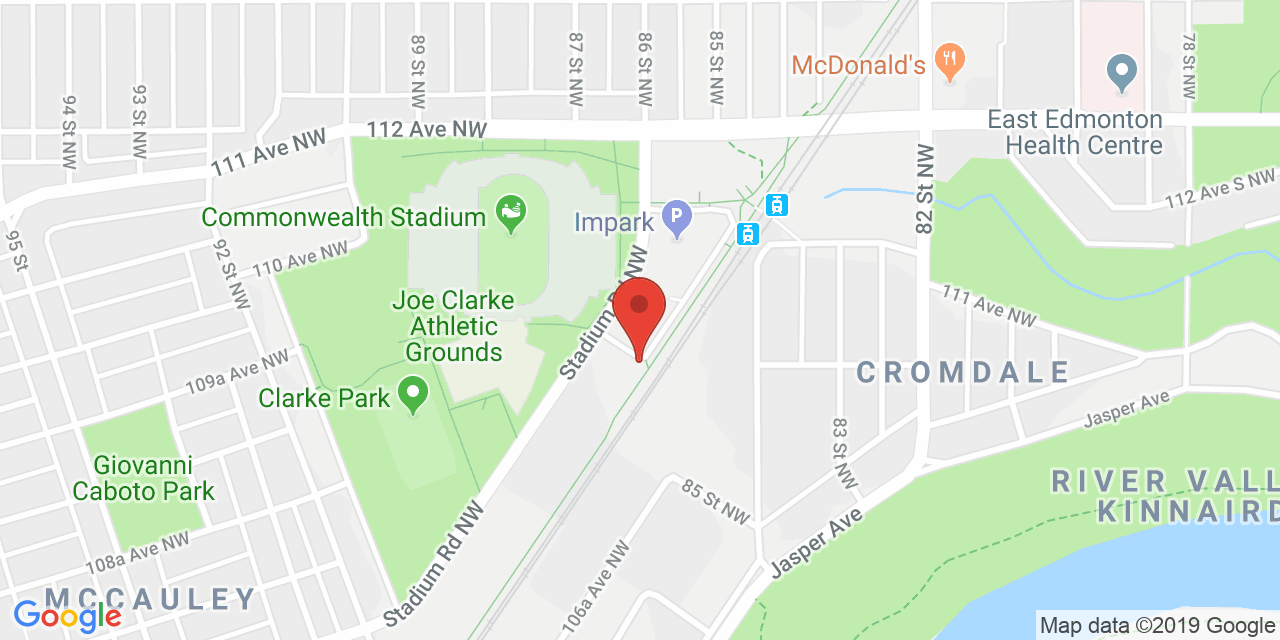 89 St NW
87 St NW
86 St NW
85 St NW
McDonald's
78 St NW
94 St NW
93 St NW
112 Ave NW
111 Ave NW
East Edmonton
Health Centre
82 St NW
112 Ave S NW
Commonwealth Stadium
Impark
P
95 St
92 St NW
110 Ave NW
Joe Clarke
Athletic
Grounds
Stadium Rd NW
111 Ave NW
CROMDALE
109a Ave NW
Clarke Park
Jasper Ave
83 St NW
Giovanni
Caboto Park
85 St NW
RIVER VALL
KINNAIRD
108a Ave NW
Stadium Rd NW
Jasper Ave
106a Ave NW
MCCAULEY
Google
Map data ©2019 Google